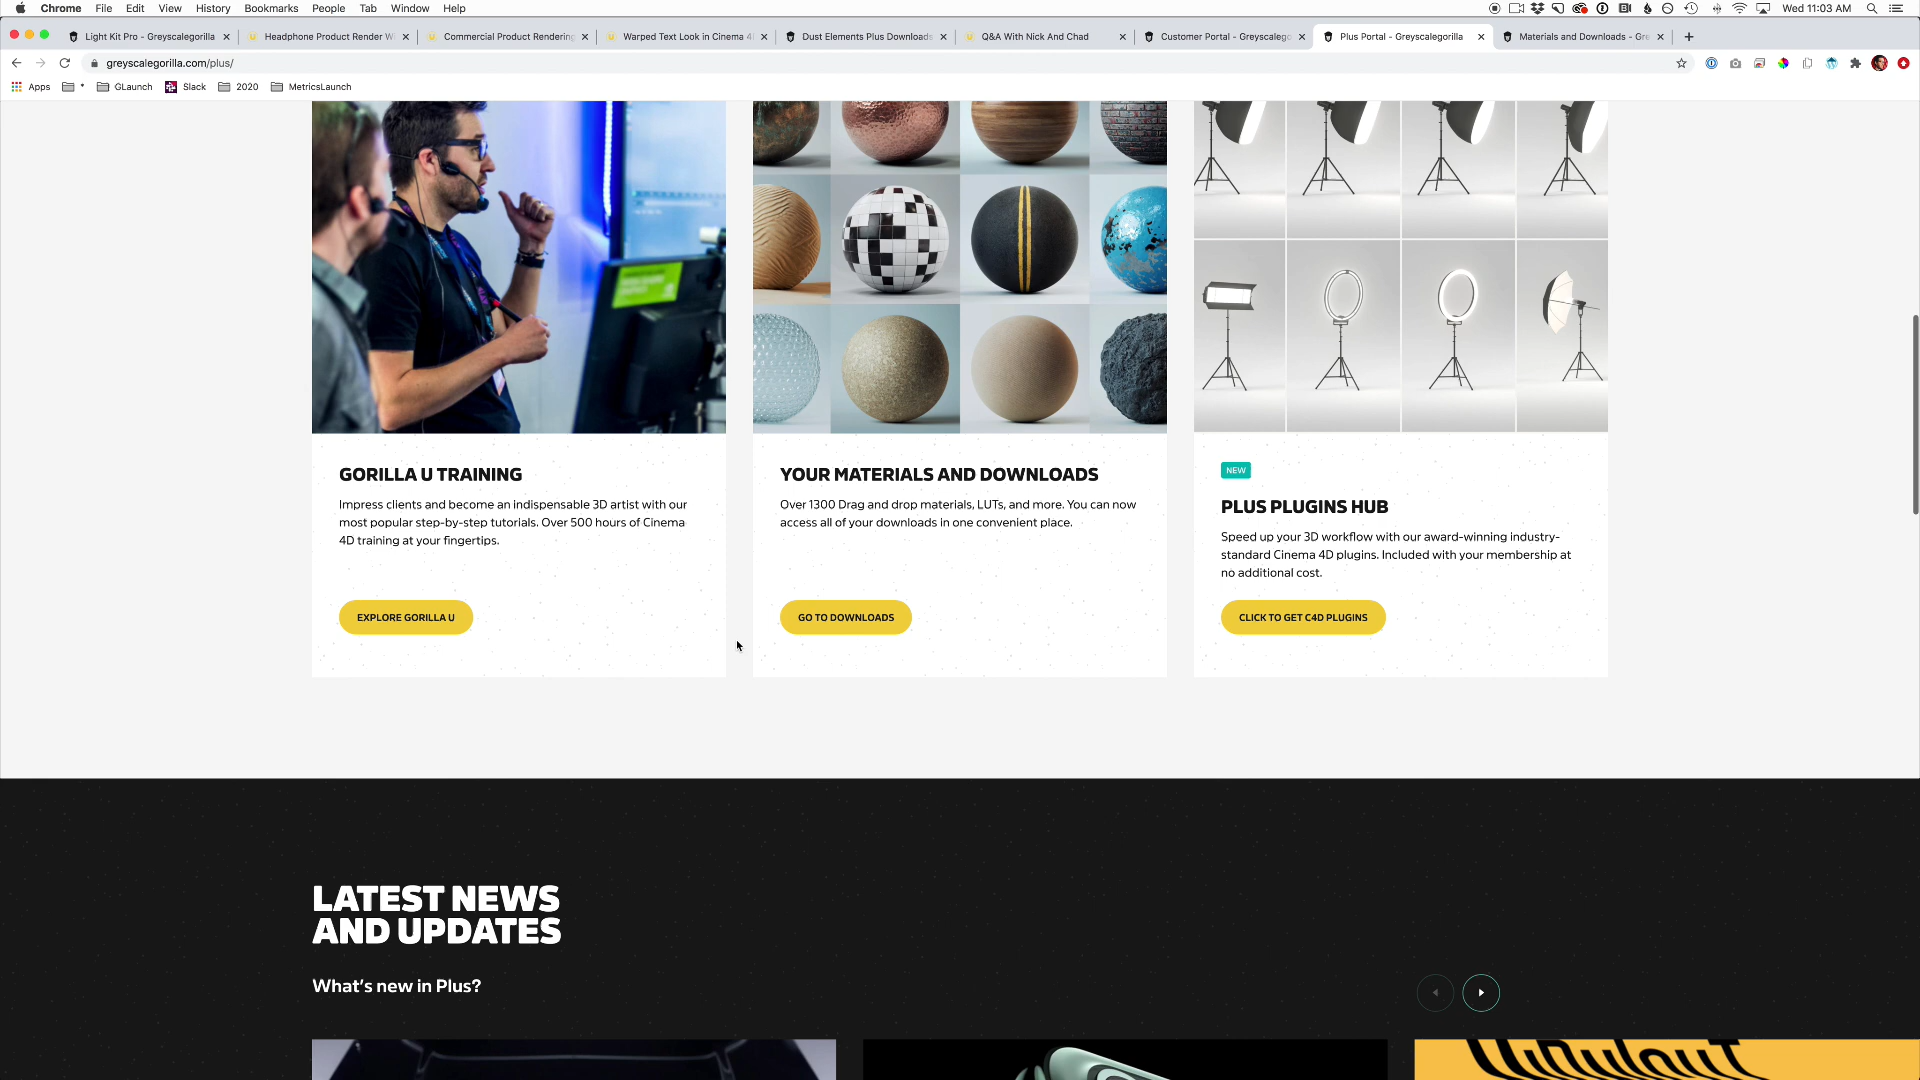 Chrome File Edit View History Bookmarks People Tab Window Help
Wed 11:03 AM
Light Kit Pro - Greyscalegorilla
Headphone Product Render Wi
Commercial Product Rendering
Warped Text Look in Cinema 4
Dust Elements Plus Downloads
Q&A With Nick And Chad
Customer Portal - Greyscalego
Plus Portal - Greyscalegorilla
Materials and Downloads - Gre
greyscalegorilla.com/plus/
Apps
GLaunch
Slack
2020
MetricsLaunch
GORILLA U TRAINING
Impress clients and become an indispensable 3D artist with our
most popular step-by-step tutorials. Over 500 hours of Cinema
4D training at your fingertips.
EXPLORE GORILLA U
YOUR MATERIALS AND DOWNLOADS
Over 1300 Drag and drop materials, LUTs, and more. You can now
access all of your downloads in one convenient place.
GO TO DOWNLOADS
NEW
PLUS PLUGINS HUB
Speed up your 3D workflow with our award-winning industry-
standard Cinema 4D plugins. Included with your membership at
no additional cost.
CLICK TO GET C4D PLUGINS
LATEST NEWS
AND UPDATES
What's new in Plus?